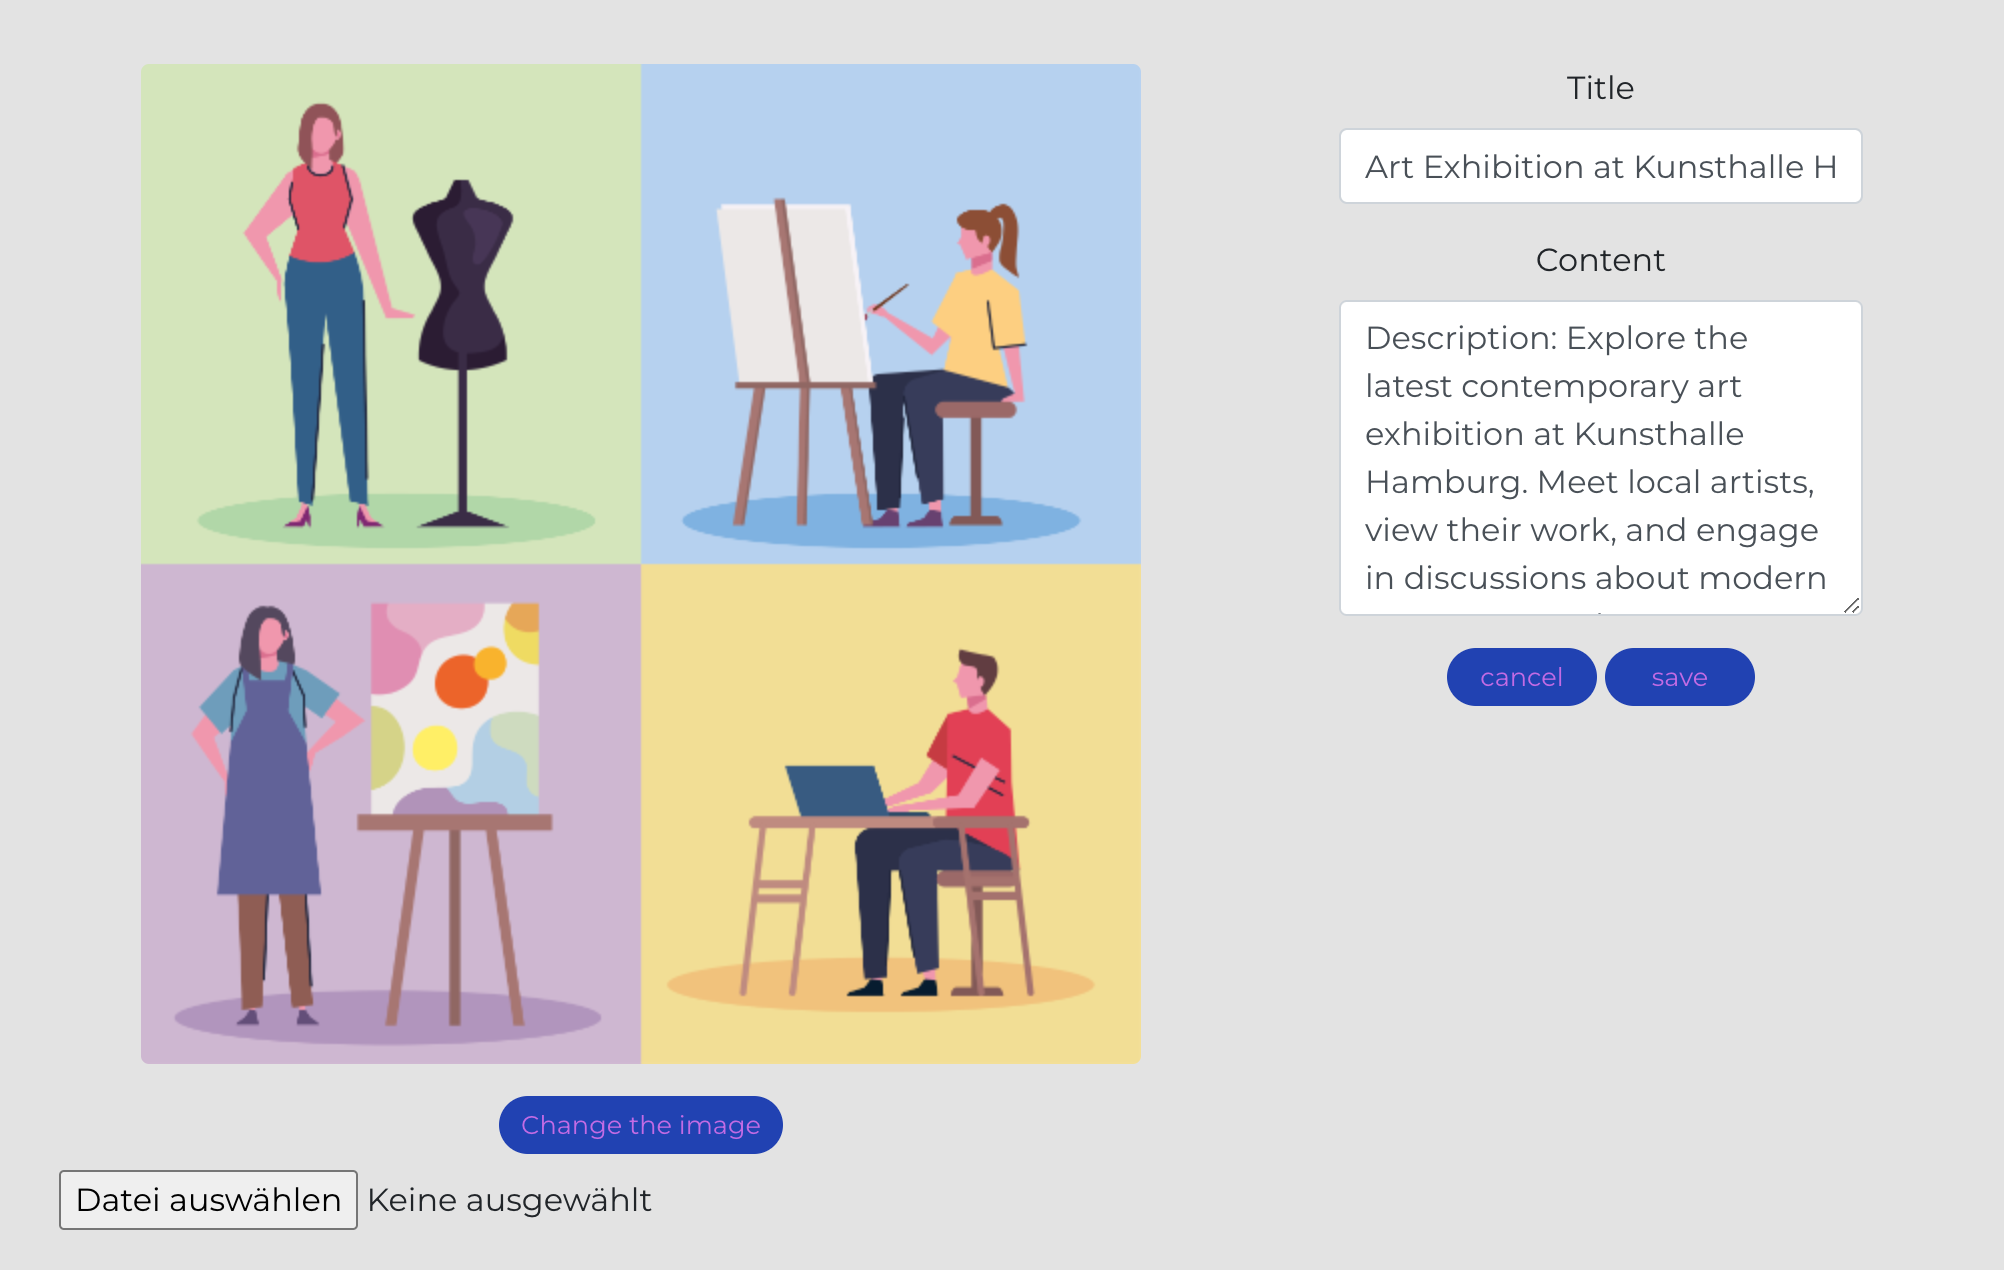 Title
Art Exhibition at Kunsthalle H
Content
Description: Explore the
latest contemporary art
exhibition at Kunsthalle
Hamburg. Meet local artists,
view their work, and engage
in discussions about modern
cancel
save
Change the image
Datei auswählen
Keine ausgewählt